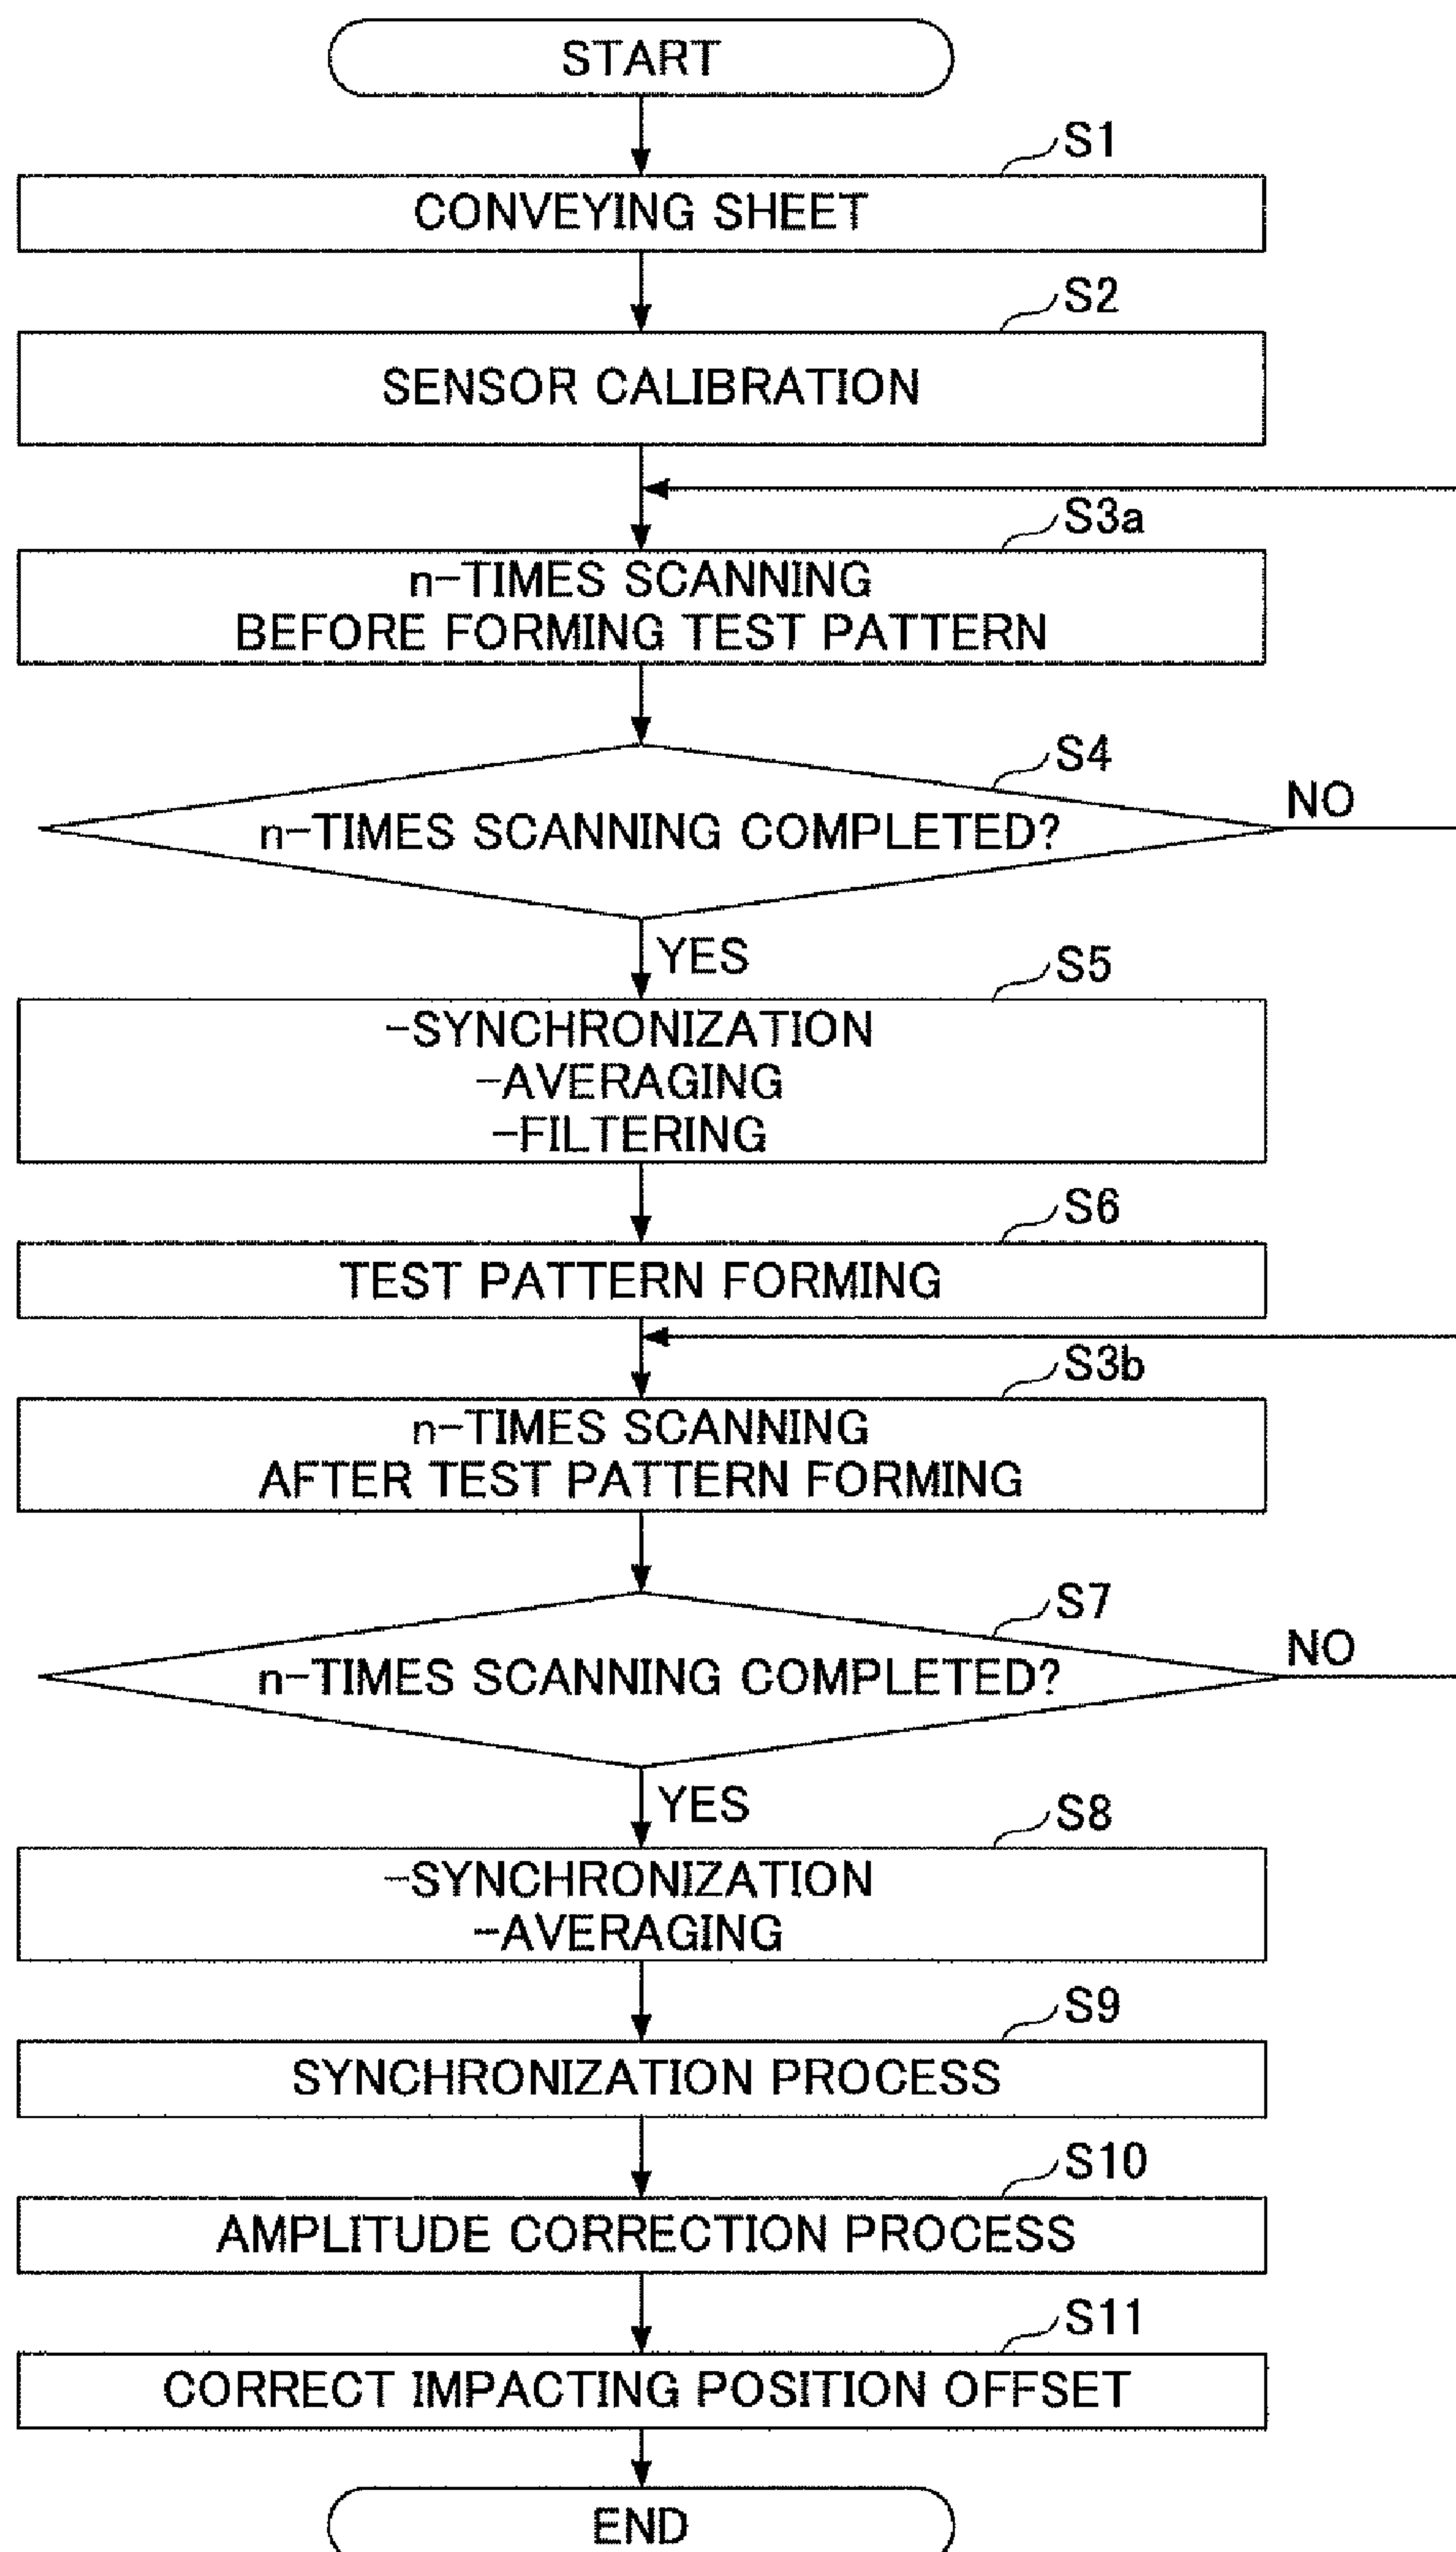 START
S1
CONVEYING SHEET
S2
SENSOR CALIBRATION
S3a
n-TIMES SCANNING
BEFORE FORMING TEST PATTERN
S4
n-TIMES SCANNING COMPLETED?
NO
YES
S5
-SYNCHRONIZATION
-AVERAGING
-FILTERING
S6
TEST PATTERN FORMING
S3b
n-TIMES SCANNING
AFTER TEST PATTERN FORMING
S7
n-TIMES SCANNING COMPLETED?
NO
YES
S8
-SYNCHRONIZATION
-AVERAGING
S9
SYNCHRONIZATION PROCESS
S10
AMPLITUDE CORRECTION PROCESS
S11
CORRECT IMPACTING POSITION OFFSET
END